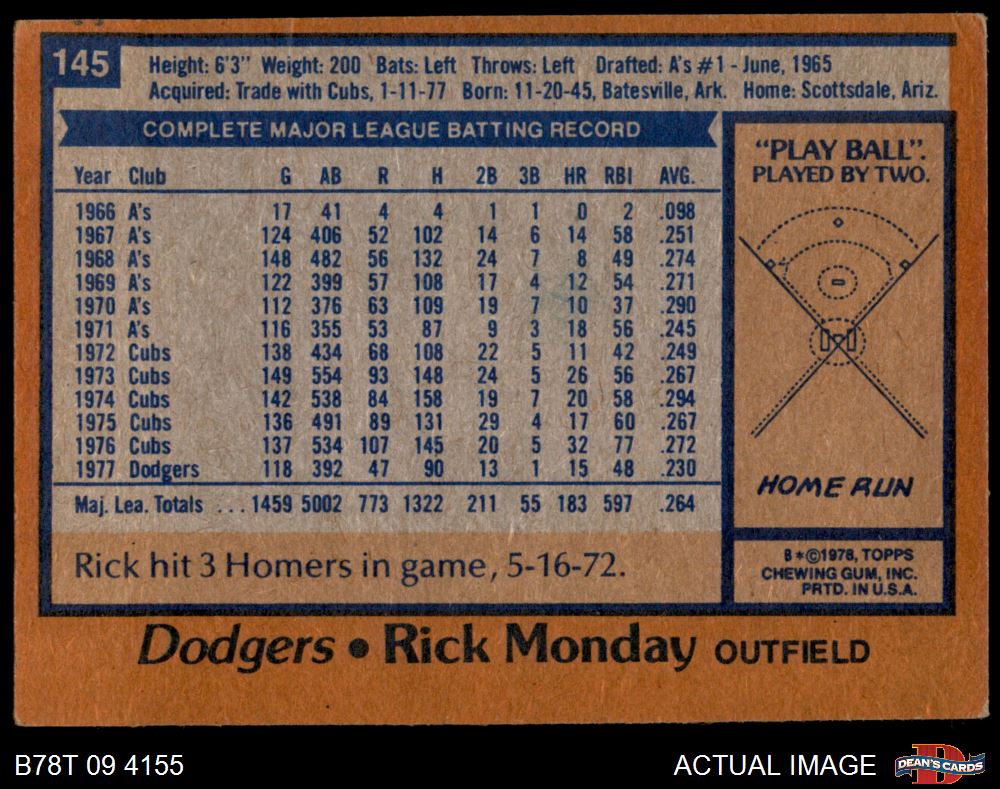 145
Height: 6'3" Weight: 200 Bats: Left Throws: Left Drafted: A's #1 - June, 1965
Acquired: Trade with Cubs, 1-11-77 Born: 11-20-45, Batesville, Ark. Home: Scottsdale, Ariz.
COMPLETE MAJOR LEAGUE BATTING RECORD
Year Club G AB R H 2B 3B HR RBI AVG.
1966 A's 17 41 4 4 1 1 0 2 .098
1967 A's 124 406 52 102 14 6 14 58 .251
1968 A's 148 482 56 132 24 7 8 49 .274
1969 A's 122 399 57 108 17 4 12 54 .271
1970 A's 112 376 63 109 19 7 10 37 .290
1971 A's 116 355 53 87 9 3 18 56 .245
1972 Cubs 138 434 68 108 22 5 11 42 .249
1973 Cubs 149 554 93 148 24 5 26 56 .267
1974 Cubs 142 538 84 158 19 7 20 58 .294
1975 Cubs 136 491 89 131 29 4 17 60 .267
1976 Cubs 137 534 107 145 20 5 32 77 .272
1977 Dodgers 118 392 47 90 13 1 15 48 .230
Maj. Lea. Totals ... 1459 5002 773 1322 211 55 183 597 .264
Rick hit 3 Homers in game, 5-16-72.
"PLAY BALL".
PLAYED BY TWO.
HOME RUN
B*©1978, TOPPS
CHEWING GUM, INC.
PRTD. IN U.S.A.
Dodgers • Rick Monday OUTFIELD
B78T 09 4155
ACTUAL IMAGE
D
DEAN'S CARDS